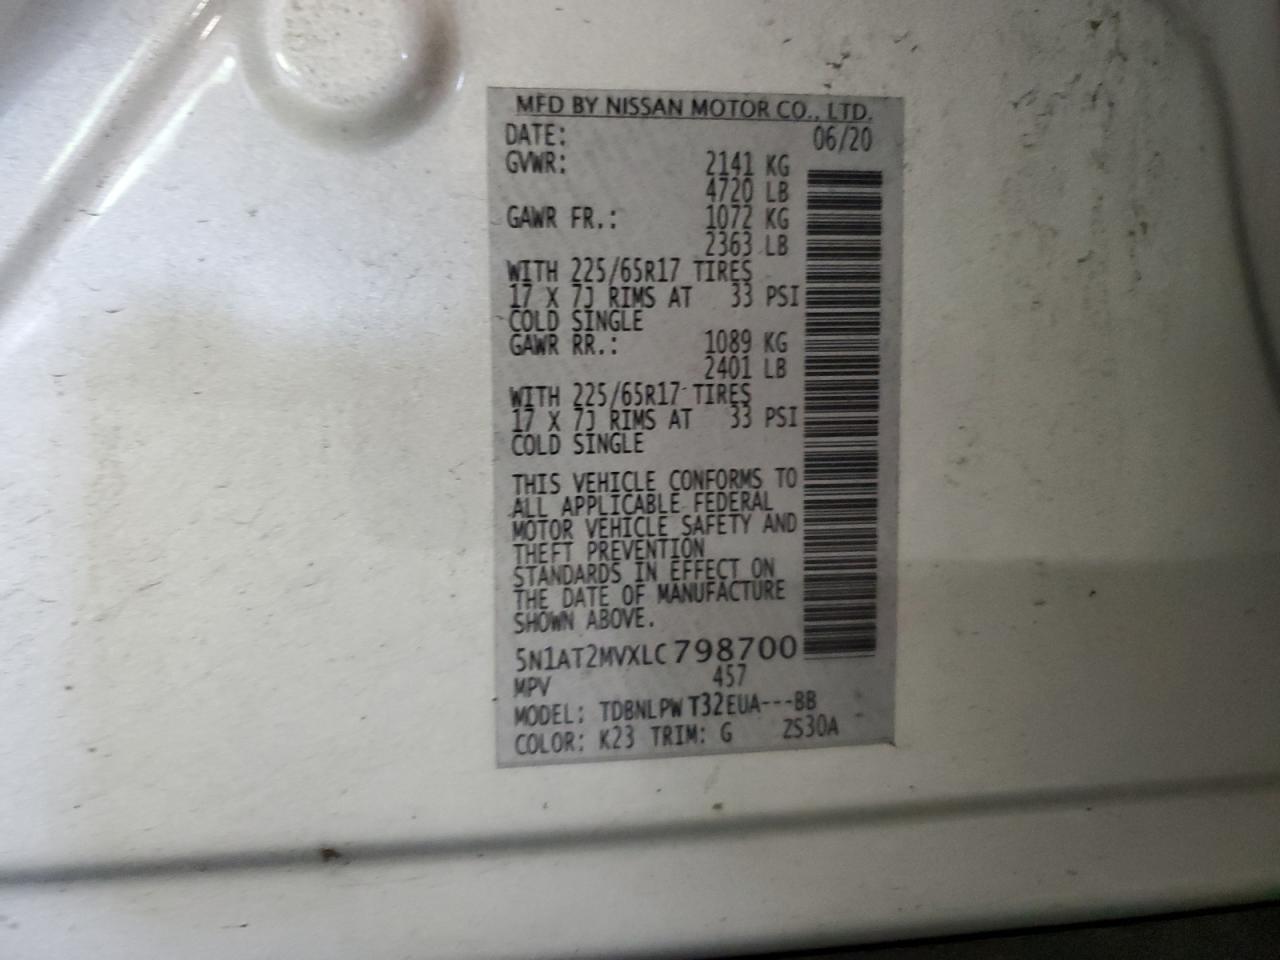 MFD BY NISSAN MOTOR CO., LTD.
DATE: 06/20
GVWR: 2141 KG
4720 LB
GAWR FR.: 1072 KG
2363 LB
WITH 225/65R17 TIRES
17 X 7J RIMS AT 33 PSI
COLD SINGLE
GAWR RR.: 1089 KG
2401 LB
WITH 225/65R17 TIRES
17 X 7J RIMS AT 33 PSI
COLD SINGLE
THIS VEHICLE CONFORMS TO
ALL APPLICABLE FEDERAL
MOTOR VEHICLE SAFETY AND
THEFT PREVENTION
STANDARDS IN EFFECT ON
THE DATE OF MANUFACTURE
SHOWN ABOVE.
5N1AT2MVXLC798700
MPV 457
MODEL: TDBNLPW T32EUA---BB
COLOR: K23 TRIM: G ZS30A